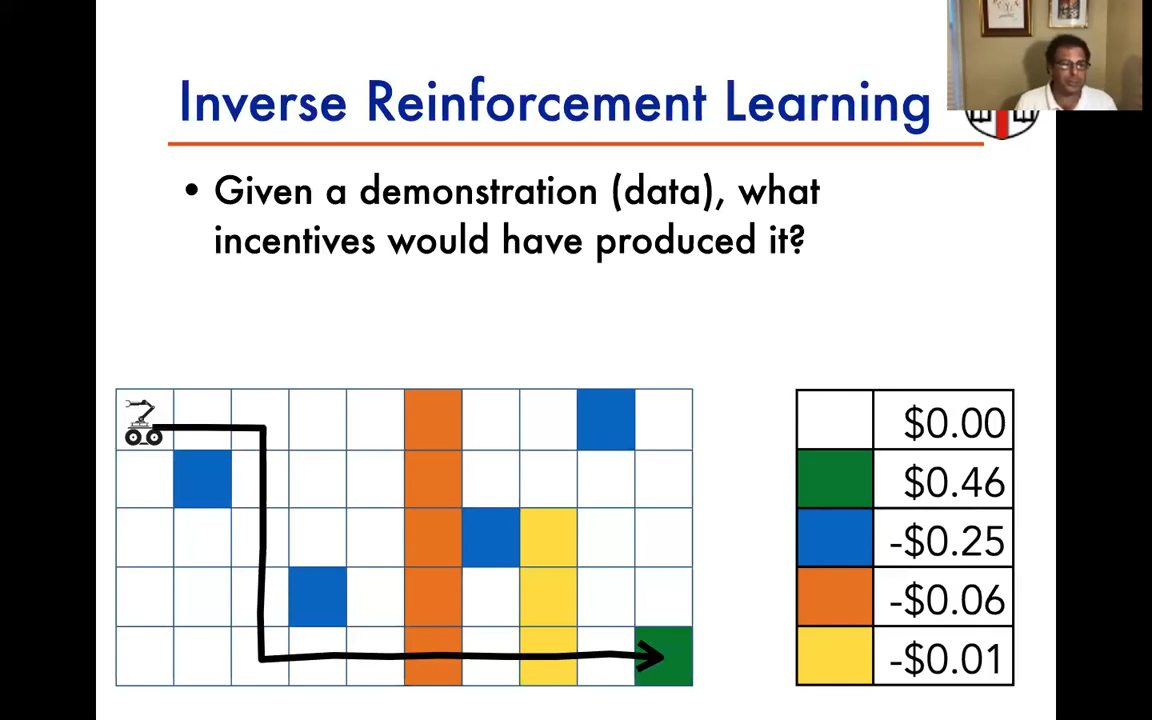 Inverse Reinforcement Learning
• Given a demonstration (data), what
incentives would have produced it?
$0.00
$0.46
-$0.25
-$0.06
-$0.01